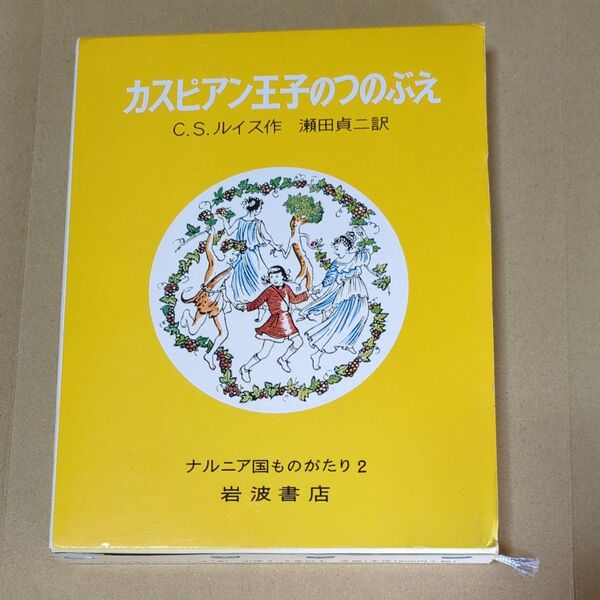 カスピアン王子のつのぶえ
C.S.ルイス作 瀬田貞二訳
ナルニア国ものがたり2
岩波書店